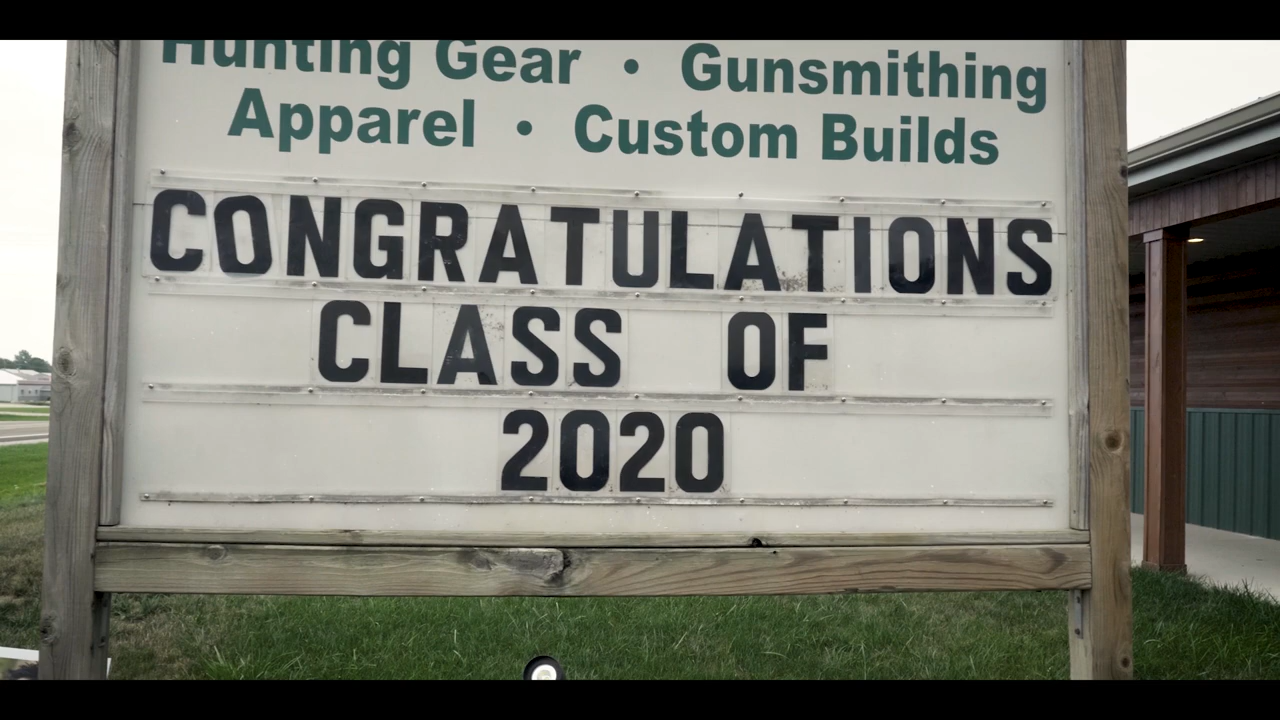 Hunting Gear • Gunsmithing
Apparel • Custom Builds
CONGRATULATIONS
CLASS OF
2020